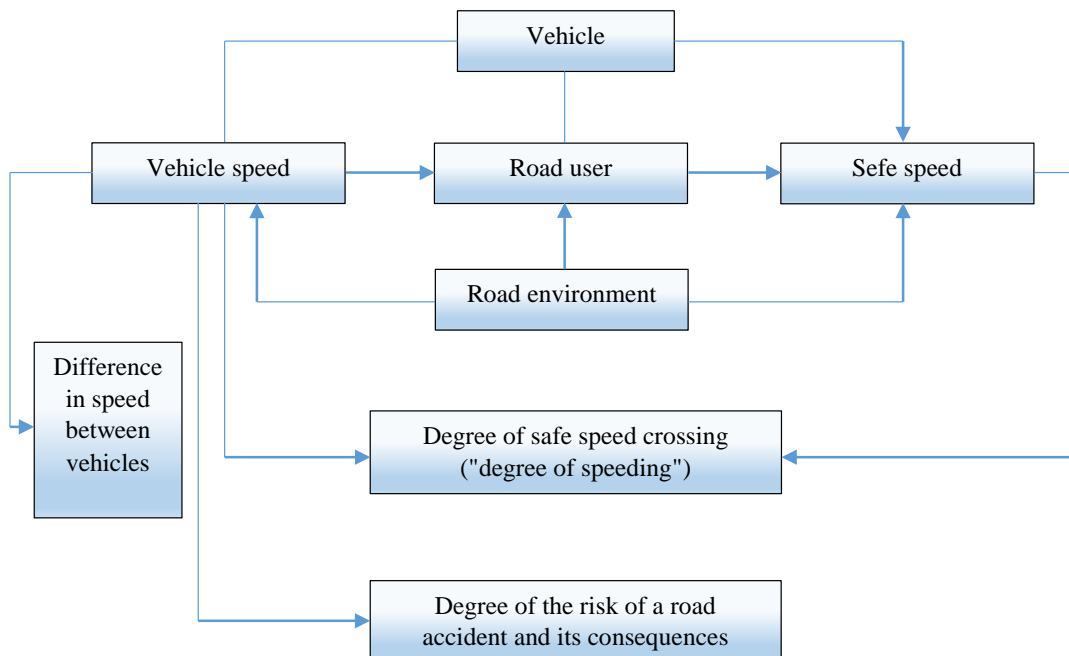 Vehicle
Vehicle speed
Road user
Sefe speed
Road environment
Difference
in speed
between
vehicles
Degree of safe speed crossing
("degree of speeding")
Degree of the risk of a road
accident and its consequences